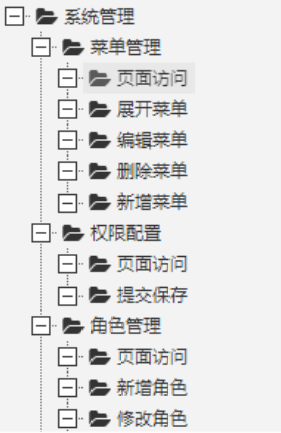 系统管理
菜单管理
页面访问
展开菜单
编辑菜单
删除菜单
新增菜单
权限配置
页面访问
提交保存
角色管理
页面访问
新增角色
修改角色